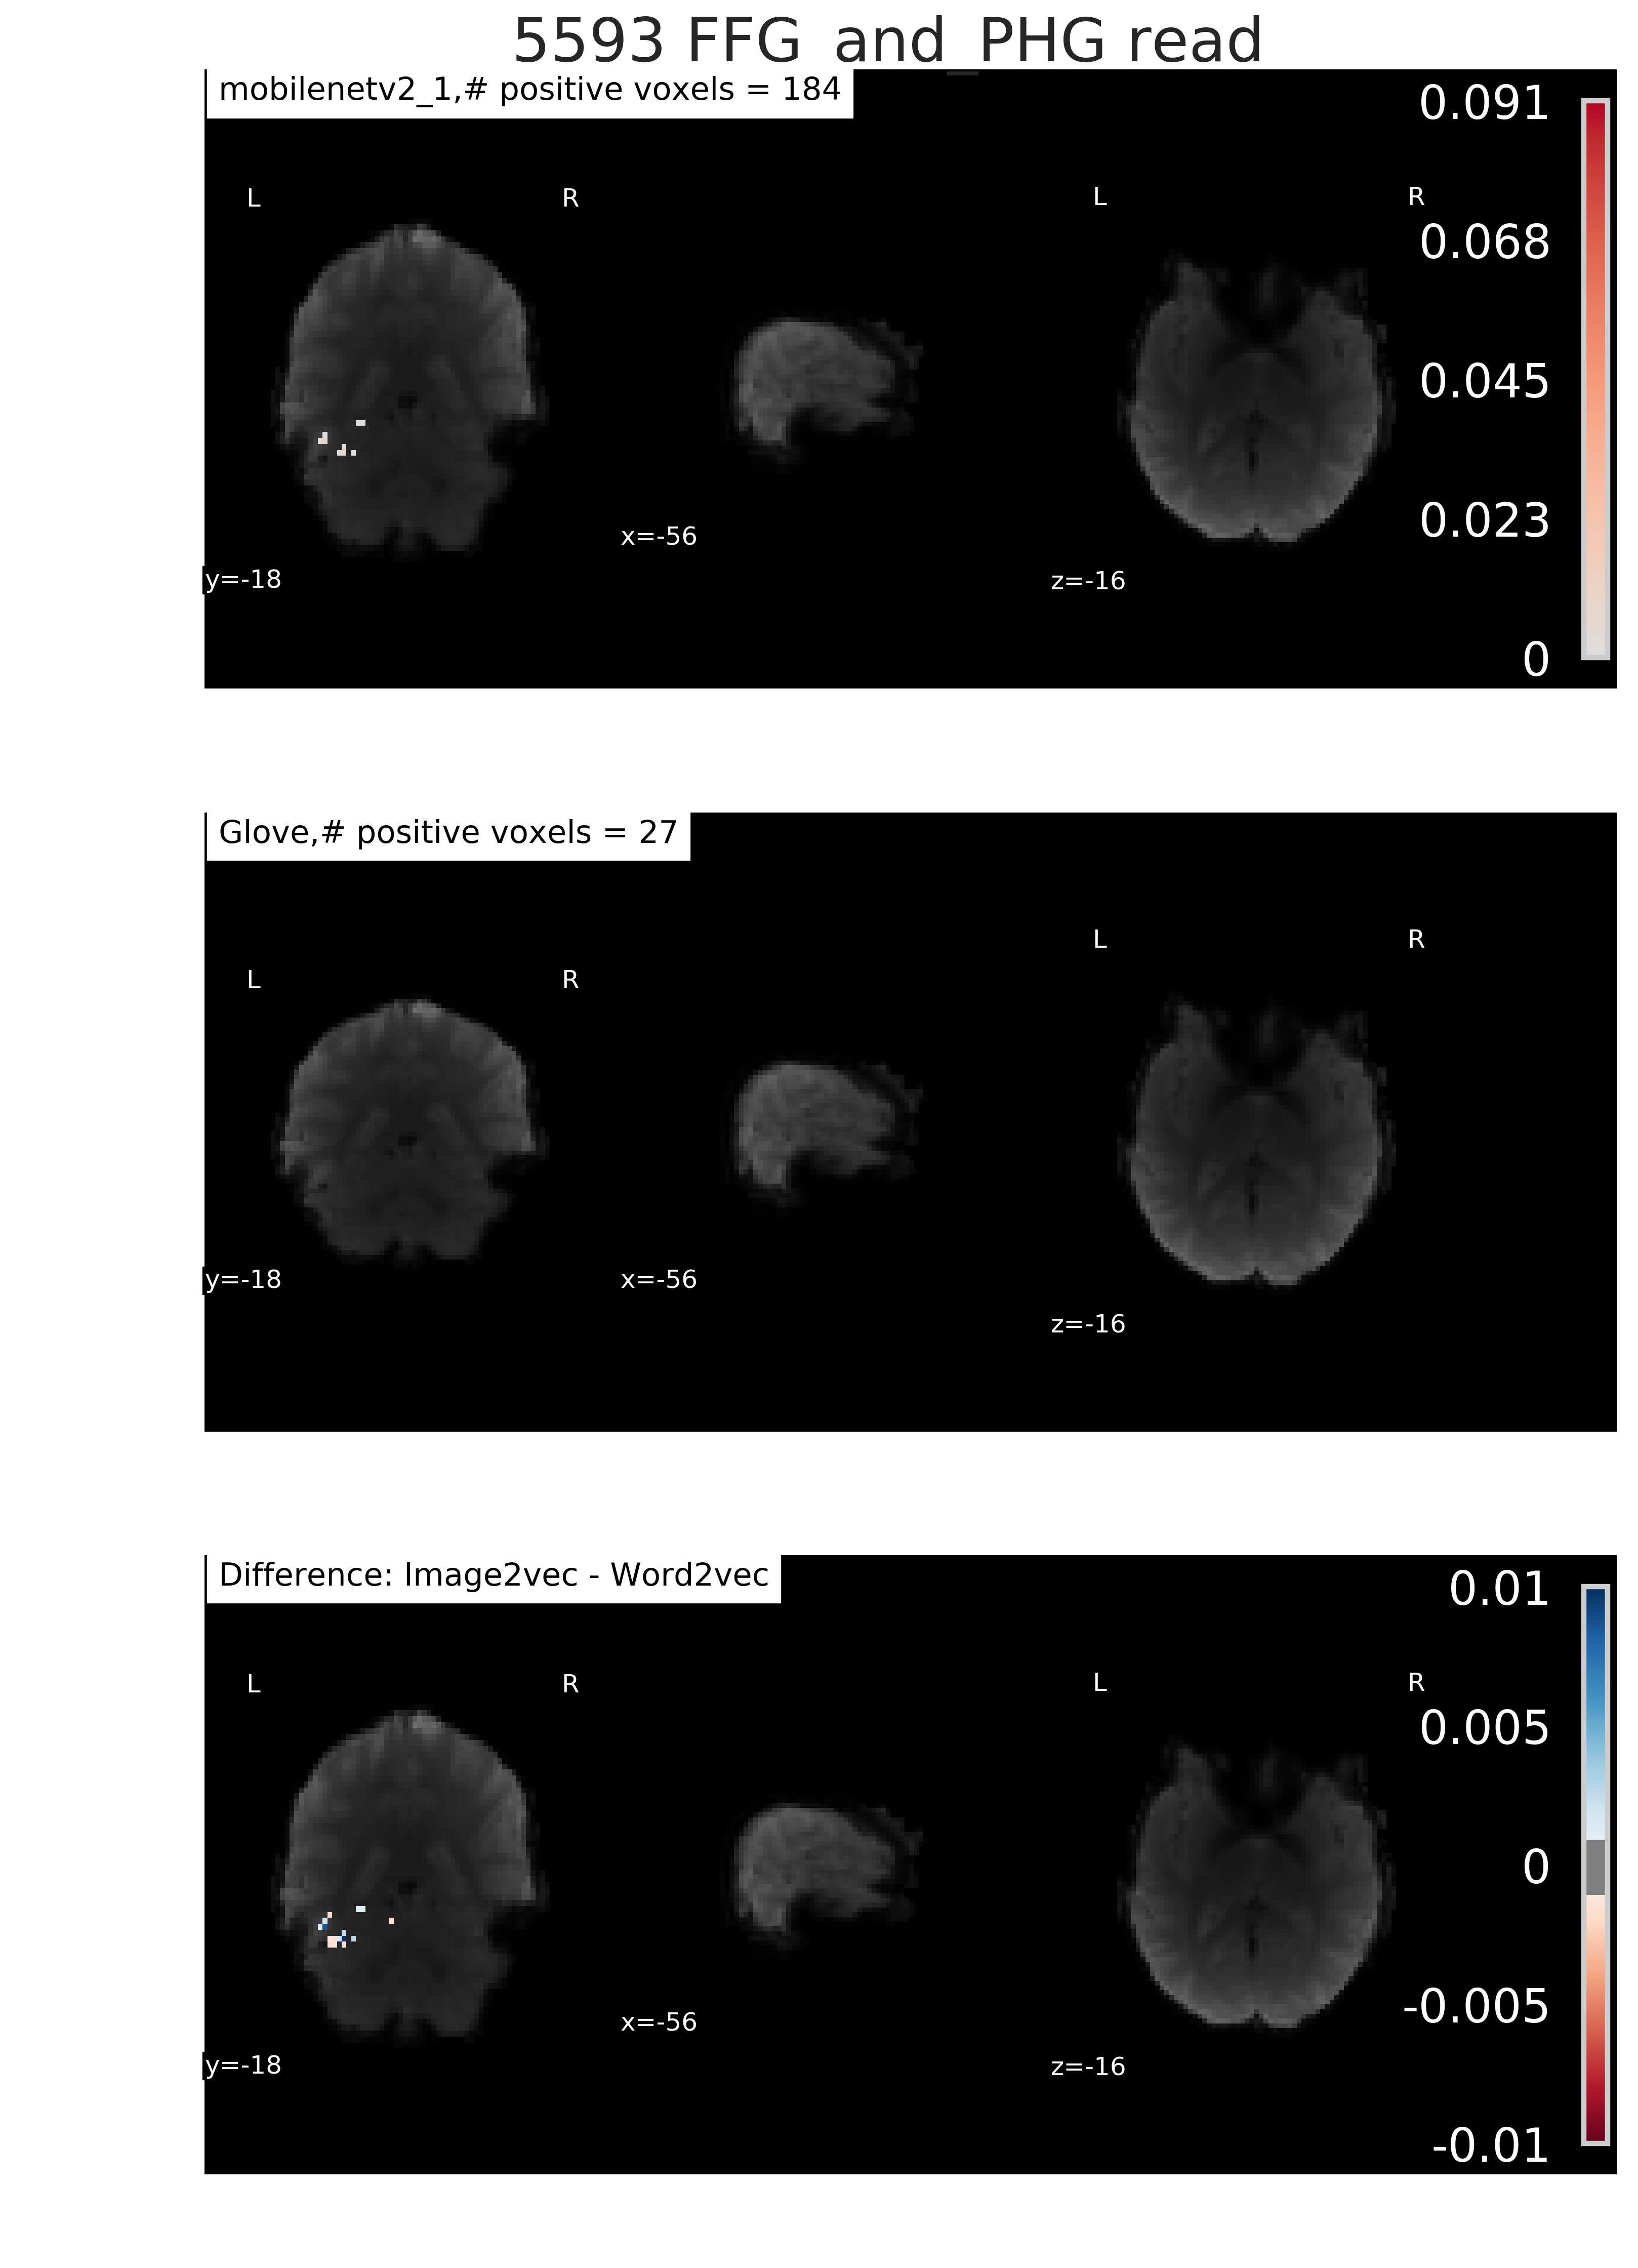 5593 FFG_and_PHG read
mobilenetv2_1,# positive voxels = 184
0.091
L R L R
0.068
0.045
0.023
x=-56
y=-18 z=-16
0
Glove,# positive voxels = 27
L R
L R
y=-18 x=-56
z=-16
Difference: Image2vec - Word2vec
0.01
L R L R
0.005
0
-0.005
x=-56
y=-18 z=-16
-0.01